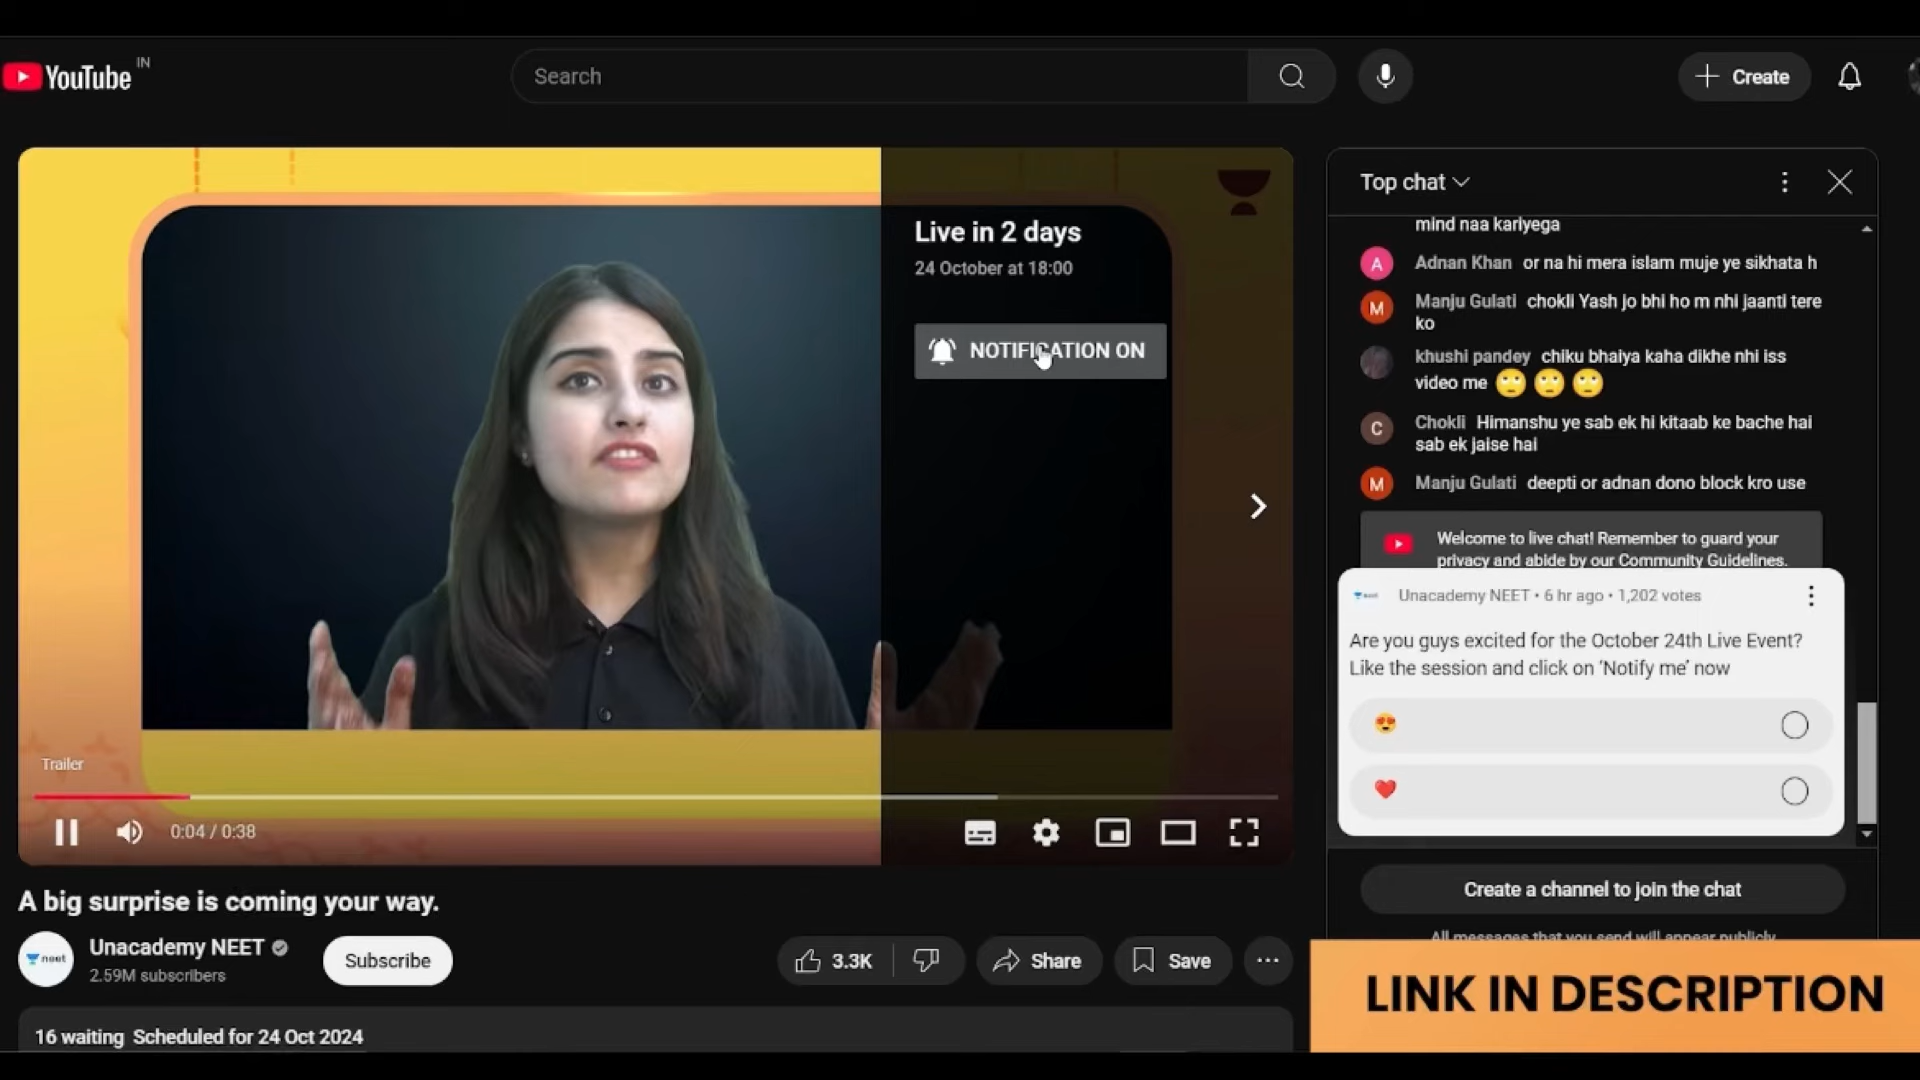 YouTube IN
Search
Create
Live in 2 days
24 October at 18:00
NOTIFICATION ON
Trailer
0:04 / 0:38
A big surprise is coming your way.
neet
Unacademy NEET
2.59M subscribers
Subscribe
3.3K
Share
Save
16 waiting Scheduled for 24 Oct 2024
Top chat
mind naa kariyega
A Adnan Khan or na hi mera islam muje ye sikhata h
M Manju Gulati chokli Yash jo bhi ho m nhi jaanti tere
ko
khushi pandey chiku bhaiya kaha dikhe nhi iss
video me 🙄 🙄 🙄
C Chokli Himanshu ye sab ek hi kitaab ke bache hai
sab ek jaise hai
M Manju Gulati deepti or adnan dono block kro use
Welcome to live chat! Remember to guard your
privacy and abide by our Community Guidelines.
neet Unacademy NEET • 6 hr ago • 1,202 votes
Are you guys excited for the October 24th Live Event?
Like the session and click on ‘Notify me’ now
😍
❤️
Create a channel to join the chat
All messages that you send will appear publicly
LINK IN DESCRIPTION